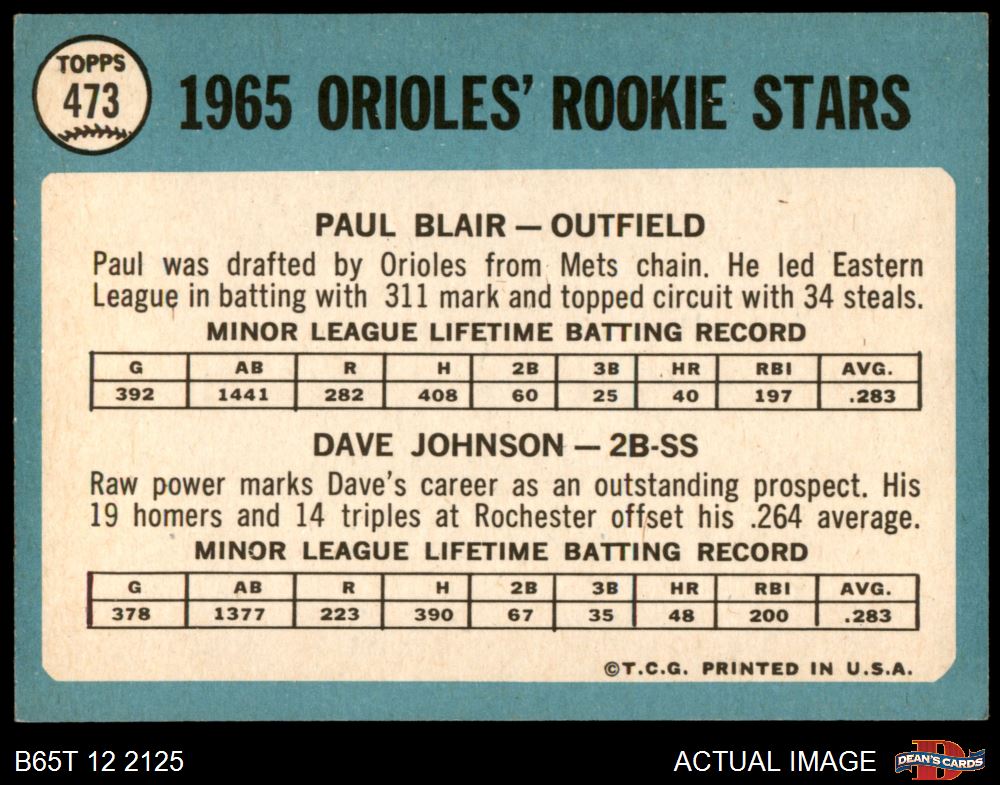 TOPPS
473
1965 ORIOLES' ROOKIE STARS
PAUL BLAIR — OUTFIELD
Paul was drafted by Orioles from Mets chain. He led Eastern
League in batting with 311 mark and topped circuit with 34 steals.
MINOR LEAGUE LIFETIME BATTING RECORD
G AB R H 2B 3B HR RBI AVG.
392 1441 282 408 60 25 40 197 .283
DAVE JOHNSON — 2B-SS
Raw power marks Dave's career as an outstanding prospect. His
19 homers and 14 triples at Rochester offset his .264 average.
MINOR LEAGUE LIFETIME BATTING RECORD
G AB R H 2B 3B HR RBI AVG.
378 1377 223 390 67 35 48 200 .283
©T.C.G. PRINTED IN U.S.A.
B65T 12 2125
ACTUAL IMAGE
DEAN'S CARDS